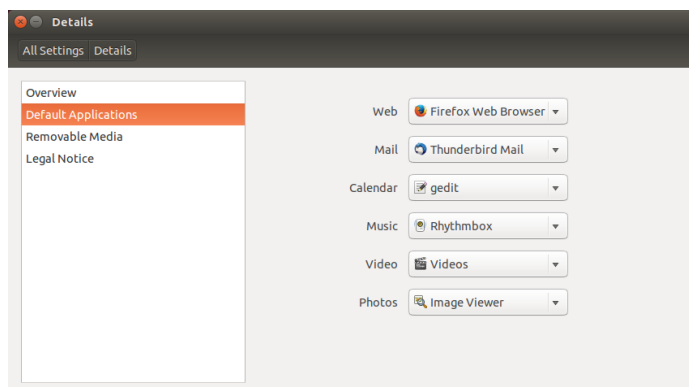 Details
All Settings Details
Overview
Default Applications
Removable Media
Legal Notice
Web Firefox Web Browser
Mail Thunderbird Mail
Calendar gedit
Music Rhythmbox
Video Videos
Photos Image Viewer